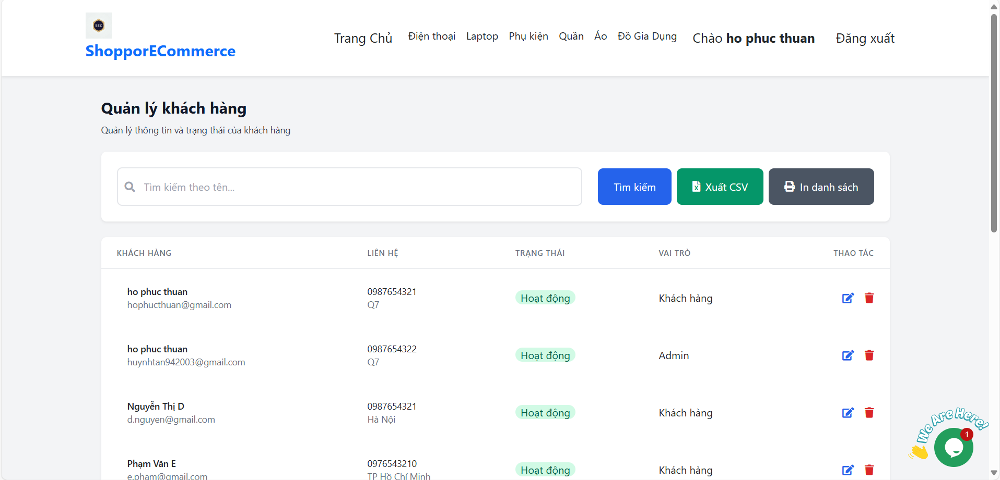 SEC
ShopporECommerce
Trang Chủ Điện thoại Laptop Phụ kiện Quần Áo Đồ Gia Dụng Chào ho phuc thuan Đăng xuất
Quản lý khách hàng
Quản lý thông tin và trạng thái của khách hàng
Tìm kiếm theo tên... Tìm kiếm Xuất CSV In danh sách
KHÁCH HÀNG LIÊN HỆ TRẠNG THÁI VAI TRÒ THAO TÁC
ho phuc thuan 0987654321
hophucthuan@gmail.com Q7 Hoạt động Khách hàng
ho phuc thuan 0987654322
huynhtan942003@gmail.com Q7 Hoạt động Admin
Nguyễn Thị D 0987654321
d.nguyen@gmail.com Hà Nội Hoạt động Khách hàng
Phạm Văn E 0976543210
e.pham@gmail.com TP Hồ Chí Minh Hoạt động Khách hàng
We Are Here!
1